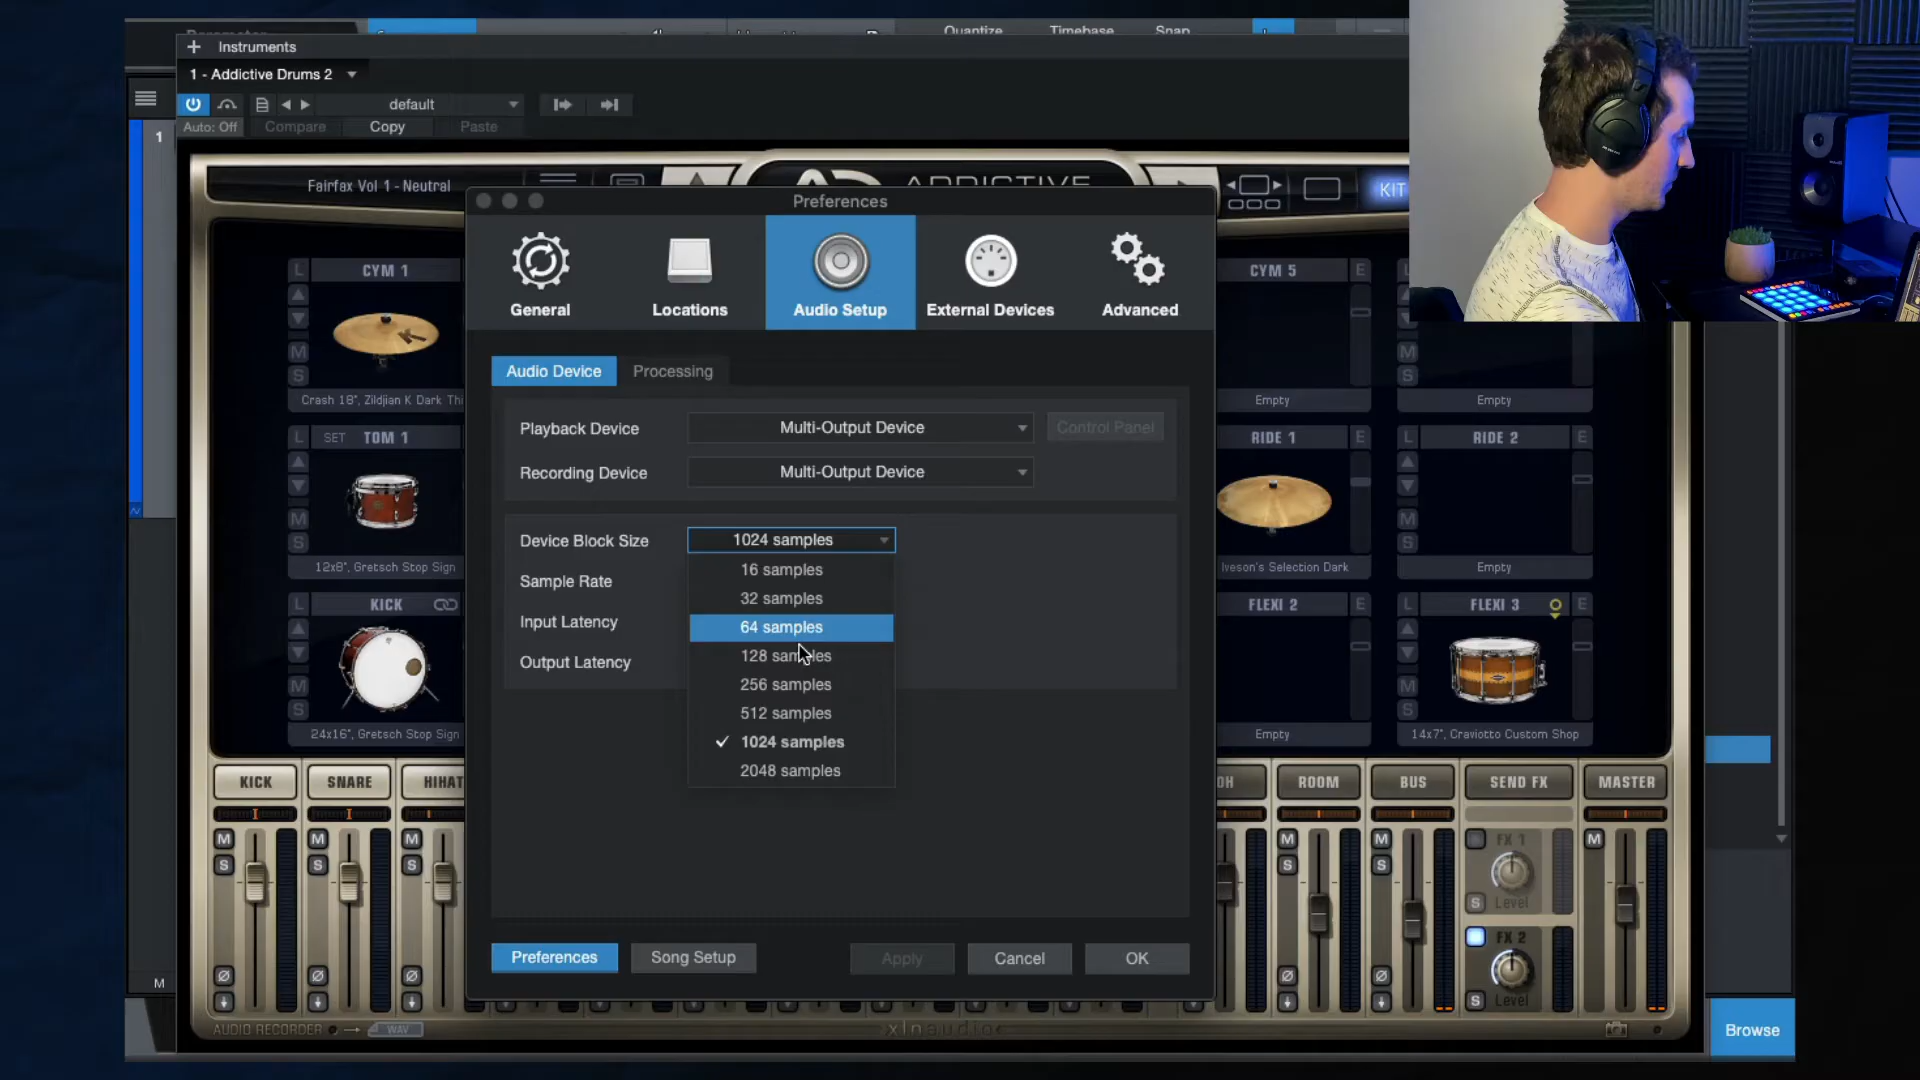 Quantize
Timebase
Snap
Instruments
1 - Addictive Drums 2
default
Auto: Off
Compare
Copy
Paste
1
Fairfax Vol 1 - Neutral
ADDICTIVE
KIT
Preferences
General
Locations
Audio Setup
External Devices
Advanced
L
CYM 1
CYM 5
E
M
S
M
S
Crash 18", Zildjian K Dark Thi
Empty
Empty
Audio Device
Processing
Playback Device
Multi-Output Device
Control Panel
Recording Device
Multi-Output Device
L
SET
TOM 1
RIDE 1
E
L
RIDE 2
E
M
S
M
S
12x8", Gretsch Stop Sign
Iveson's Selection Dark
Empty
Device Block Size
1024 samples
Sample Rate
Input Latency
Output Latency
16 samples
32 samples
64 samples
128 samples
256 samples
512 samples
1024 samples
2048 samples
L
KICK
FLEXI 2
E
L
FLEXI 3
E
M
S
M
S
24x16", Gretsch Stop Sign
Empty
14x7", Craviotto Custom Shop
KICK
SNARE
HIHAT
OH
ROOM
BUS
SEND FX
MASTER
M
M
M
M
M
FX 1
M
S
S
S
S
S
S
Level
FX 2
S
Level
Preferences
Song Setup
Apply
Cancel
OK
M
AUDIO RECORDER
WAV
xlnaudio
Browse